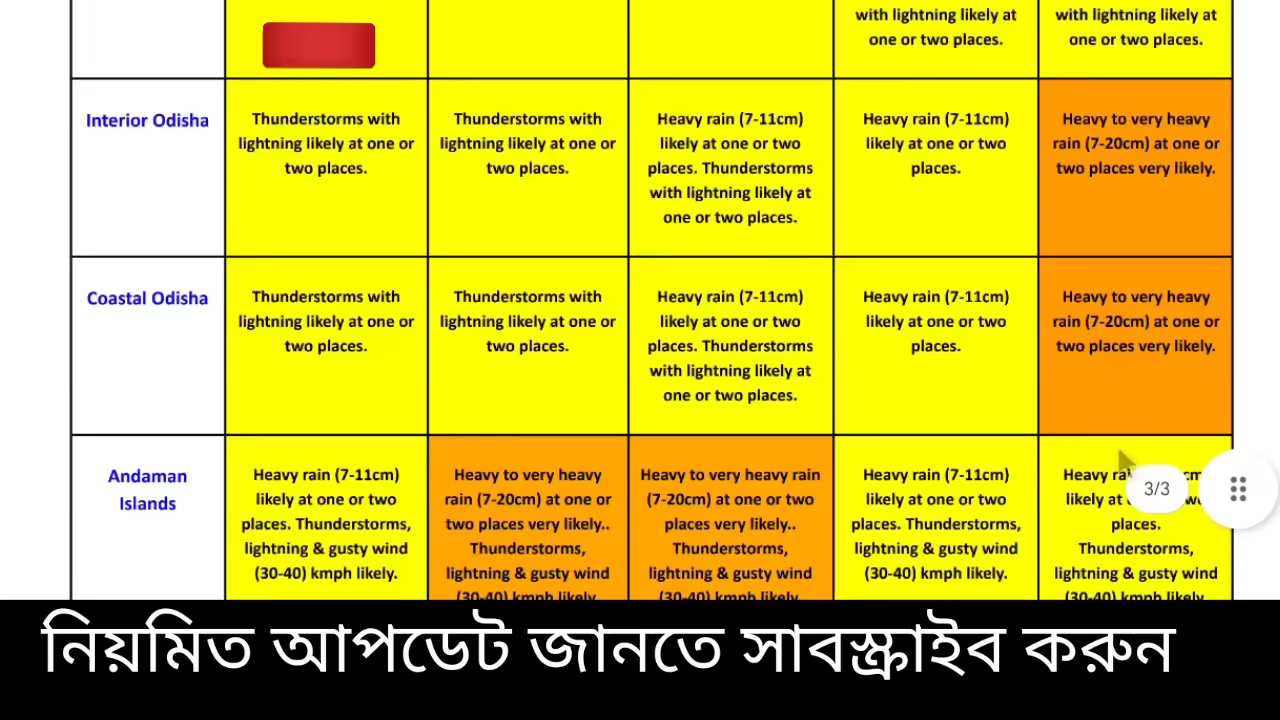 with lightning likely at
one or two places.
with lightning likely at
one or two places.
Interior Odisha
Thunderstorms with
lightning likely at one or
two places.
Thunderstorms with
lightning likely at one or
two places.
Heavy rain (7-11cm)
likely at one or two
places. Thunderstorms
with lightning likely at
one or two places.
Heavy rain (7-11cm)
likely at one or two
places.
Heavy to very heavy
rain (7-20cm) at one or
two places very likely.
Coastal Odisha
Thunderstorms with
lightning likely at one or
two places.
Thunderstorms with
lightning likely at one or
two places.
Heavy rain (7-11cm)
likely at one or two
places. Thunderstorms
with lightning likely at
one or two places.
Heavy rain (7-11cm)
likely at one or two
places.
Heavy to very heavy
rain (7-20cm) at one or
two places very likely.
Andaman
Islands
Heavy rain (7-11cm)
likely at one or two
places. Thunderstorms,
lightning & gusty wind
(30-40) kmph likely.
Heavy to very heavy
rain (7-20cm) at one or
two places very likely..
Thunderstorms,
lightning & gusty wind
(30-40) kmph likely
Heavy to very heavy rain
(7-20cm) at one or two
places very likely..
Thunderstorms,
lightning & gusty wind
(30-40) kmph likely
Heavy rain (7-11cm)
likely at one or two
places. Thunderstorms,
lightning & gusty wind
(30-40) kmph likely.
Heavy
likely at
places.
Thunderstorms,
lightning & gusty wind
(30-40) kmph likely
3/3
নিয়মিত আপডেট জানতে সাবস্ক্রাইব করুন